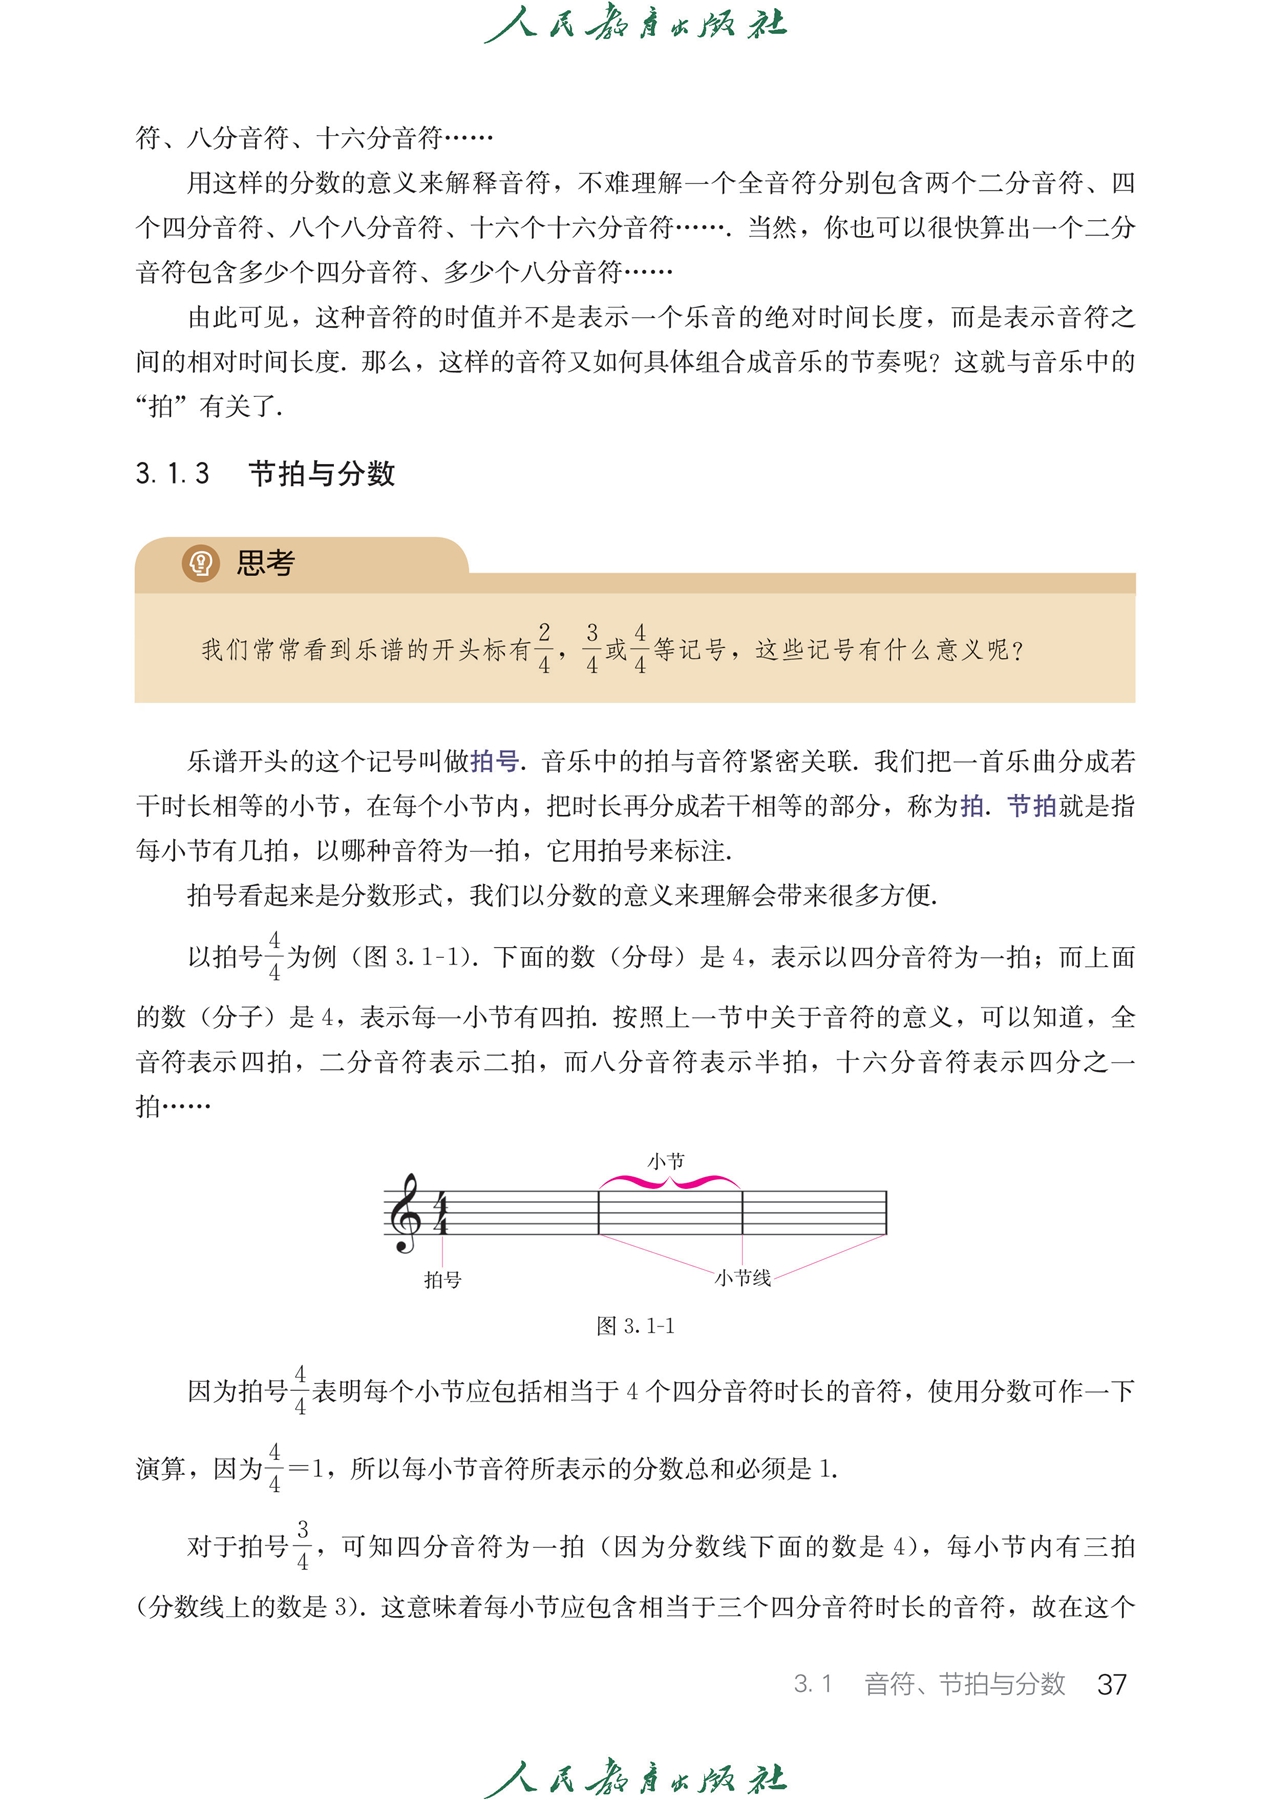 人民教育出版社
符、八分音符、十六分音符……
用这样的分数的意义来解释音符，不难理解一个全音符分别包含两个二分音符、四
个四分音符、八个八分音符、十六个十六分音符……. 当然，你也可以很快算出一个二分
音符包含多少个四分音符、多少个八分音符……
由此可见，这种音符的时值并不是表示一个乐音的绝对时间长度，而是表示音符之
间的相对时间长度. 那么，这样的音符又如何具体组合成音乐的节奏呢？这就与音乐中的
“拍”有关了.
3.1.3 节拍与分数
思考
我们常常看到乐谱的开头标有2/4，3/4或4/4等记号，这些记号有什么意义呢？
乐谱开头的这个记号叫做拍号. 音乐中的拍与音符紧密关联. 我们把一首乐曲分成若
干时长相等的小节，在每个小节内，把时长再分成若干相等的部分，称为拍. 节拍就是指
每小节有几拍，以哪种音符为一拍，它用拍号来标注.
拍号看起来是分数形式，我们以分数的意义来理解会带来很多方便.
以拍号4/4为例（图 3.1-1）. 下面的数（分母）是 4，表示以四分音符为一拍；而上面
的数（分子）是 4，表示每一小节有四拍. 按照上一节中关于音符的意义，可以知道，全
音符表示四拍，二分音符表示二拍，而八分音符表示半拍，十六分音符表示四分之一
拍……
小节
4
4
拍号
小节线
图 3.1-1
因为拍号4/4表明每个小节应包括相当于 4 个四分音符时长的音符，使用分数可作一下
演算，因为4/4=1，所以每小节音符所表示的分数总和必须是 1.
对于拍号3/4，可知四分音符为一拍（因为分数线下面的数是 4），每小节内有三拍
（分数线上的数是 3）. 这意味着每小节应包含相当于三个四分音符时长的音符，故在这个
3.1 音符、节拍与分数 37
人民教育出版社